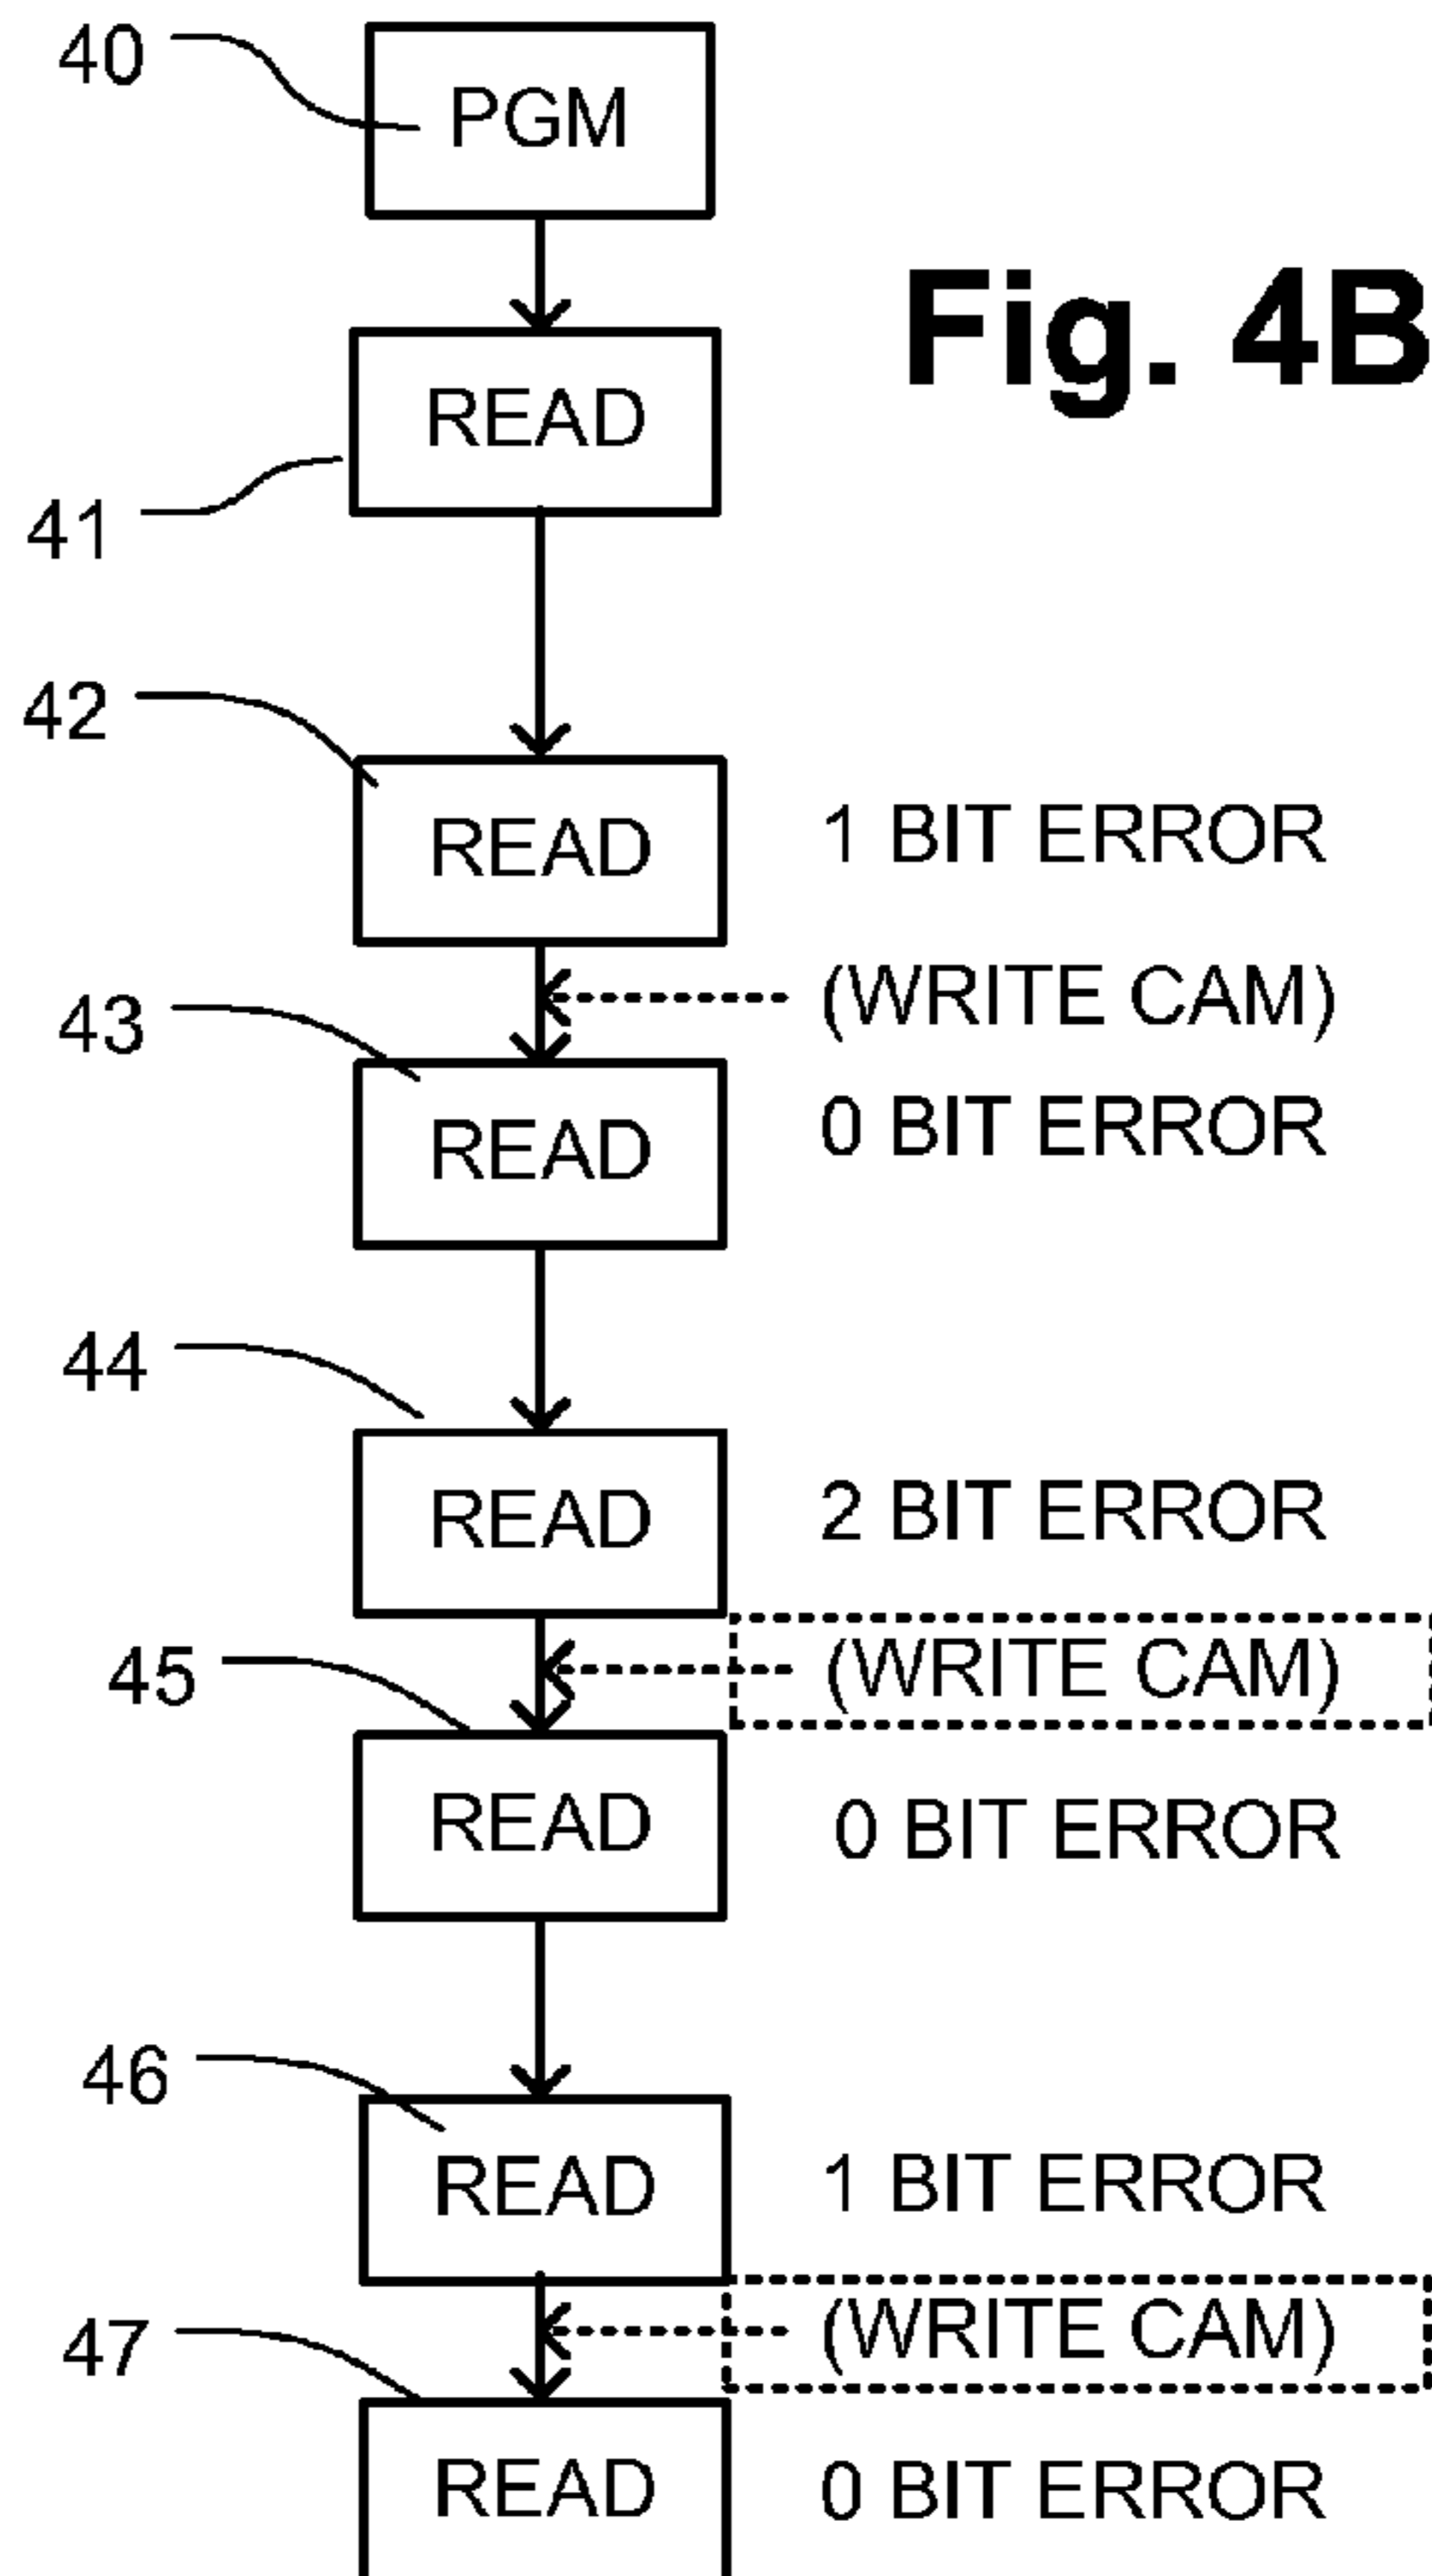 40
PGM
Fig. 4B
READ
41
42
READ
1 BIT ERROR
(WRITE CAM)
43
READ
0 BIT ERROR
44
READ
2 BIT ERROR
(WRITE CAM)
45
READ
0 BIT ERROR
46
READ
1 BIT ERROR
(WRITE CAM)
47
READ
0 BIT ERROR